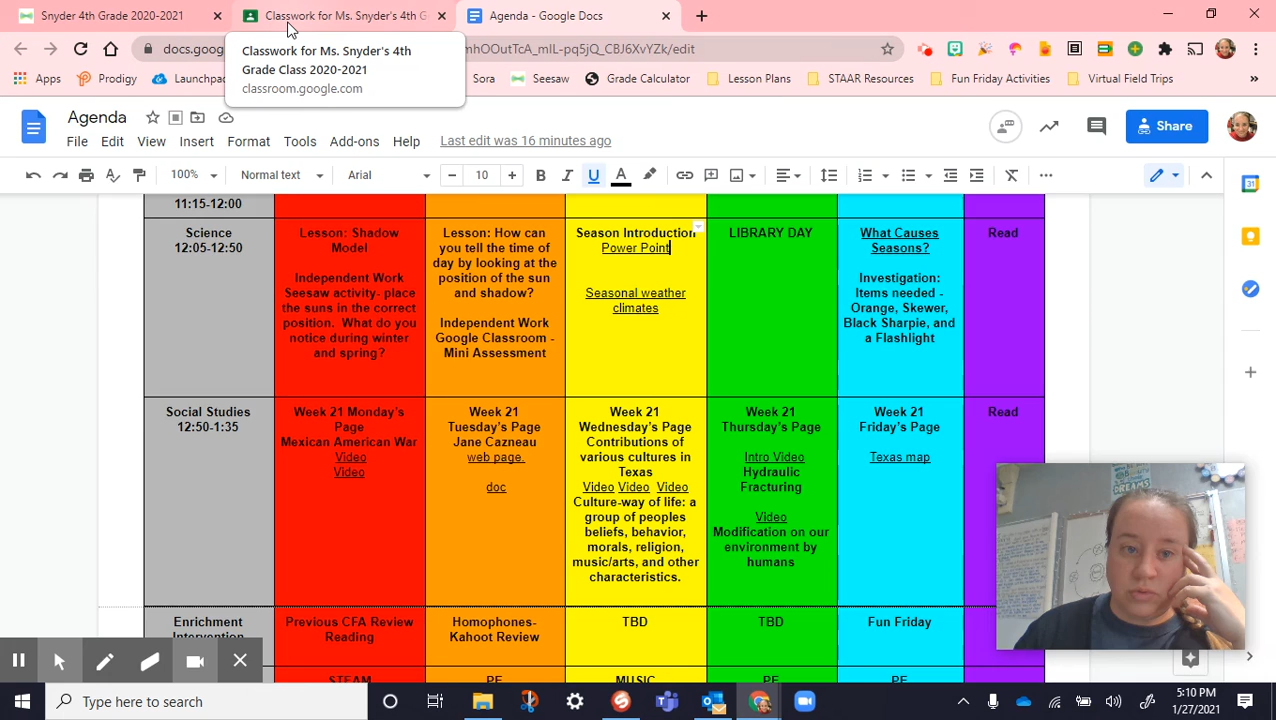 Snyder 4th Grade 2020-2021
Classwork for Ms. Snyder's 4th G
Agenda - Google Docs
Classwork for Ms. Snyder's 4th
Grade Class 2020-2021
classroom.google.com
docs.goog
mhOOutTcA_mIL-pq5jQ_CBJ6XvYZk/edit
Apps
Prodigy
Launchpa
Sora
Seesaw
Grade Calculator
Lesson Plans
STAAR Resources
Fun Friday Activities
Virtual Field Trips
Agenda
Share
File Edit View Insert Format Tools Add-ons Help
Last edit was 16 minutes ago
100%
Normal text
Arial
10
B I U A
11:15-12:00
Science
12:05-12:50
Lesson: Shadow
Model
Independent Work
Seesaw activity- place
the suns in the correct
position. What do you
notice during winter
and spring?
Lesson: How can
you tell the time of
day by looking at the
position of the sun
and shadow?
Independent Work
Google Classroom -
Mini Assessment
Season Introduction
Power Point
Seasonal weather
climates
LIBRARY DAY
What Causes
Seasons?
Investigation:
Items needed -
Orange, Skewer,
Black Sharpie, and
a Flashlight
Read
Social Studies
12:50-1:35
Week 21 Monday's
Page
Mexican American War
Video
Video
Week 21
Tuesday's Page
Jane Cazneau
web page.
doc
Week 21
Wednesday's Page
Contributions of
various cultures in
Texas
Video Video Video
Culture-way of life: a
group of peoples
beliefs, behavior,
morals, religion,
music/arts, and other
characteristics.
Week 21
Thursday's Page
Intro Video
Hydraulic
Fracturing
Video
Modification on our
environment by
humans
Week 21
Friday's Page
Texas map
Read
Enrichment
Intervention
Previous CFA Review
Reading
Homophones-
Kahoot Review
TBD
TBD
Fun Friday
STEAM
PE
MUSIC
PE
PE
Type here to search
5:10 PM
1/27/2021